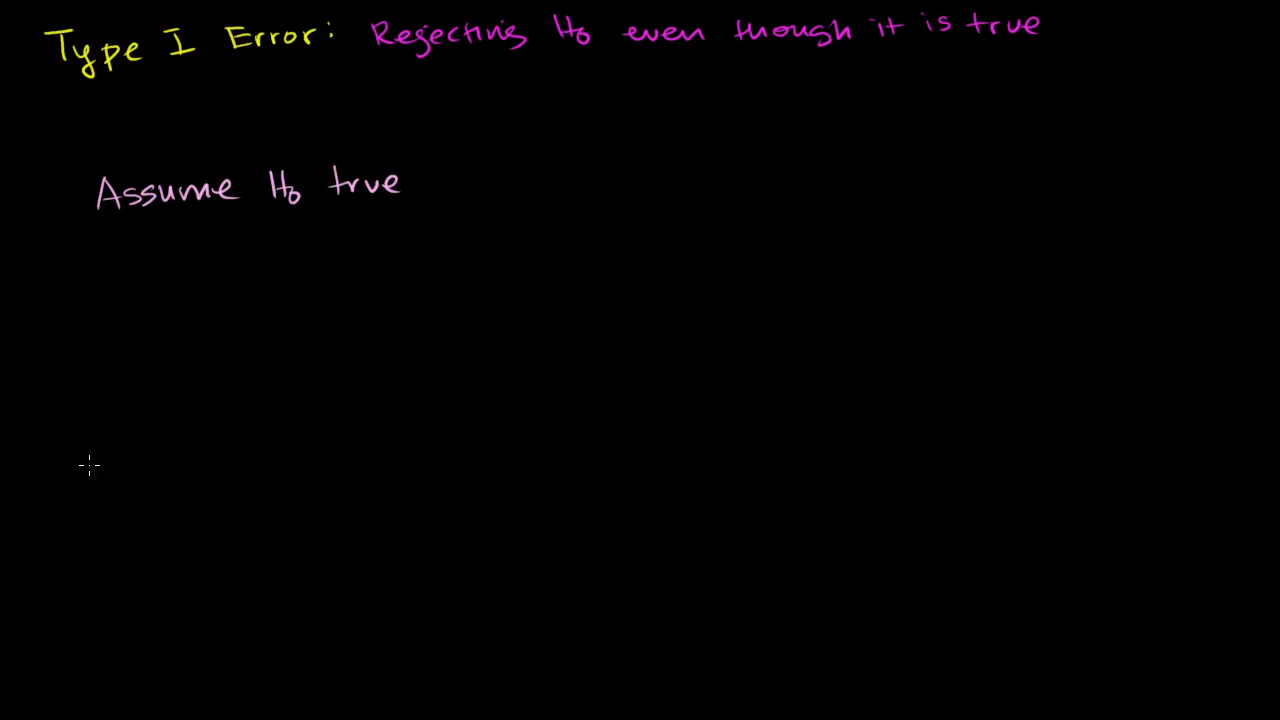 Type I Error: Rejecting H₀ even though it is true
Assume H₀ true